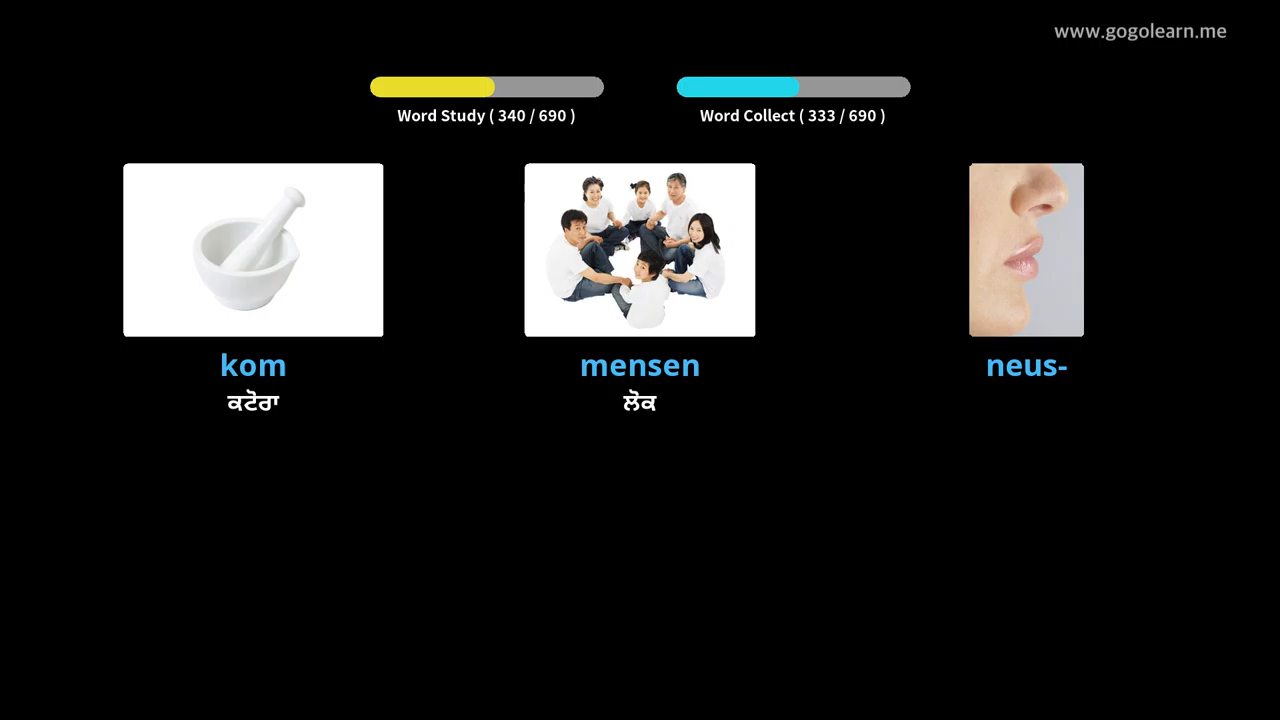 www.gogolearn.me
Word Study ( 340 / 690 )
Word Collect ( 333 / 690 )
kom
ਕਟੋਰਾ
mensen
ਲੋਕ
neus-